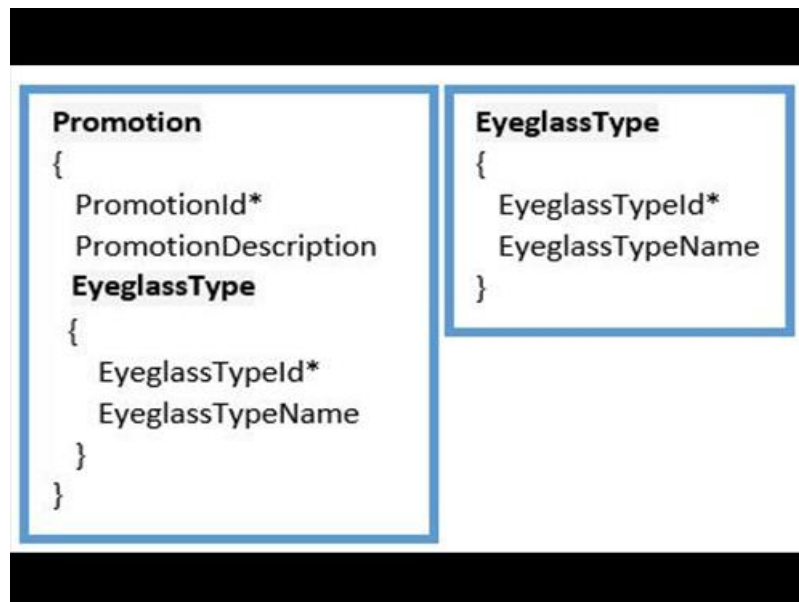 Promotion
{
PromotionId*
PromotionDescription
EyeglassType
{
EyeglassTypeId*
EyeglassTypeName
}
}
EyeglassType
{
EyeglassTypeId*
EyeglassTypeName
}